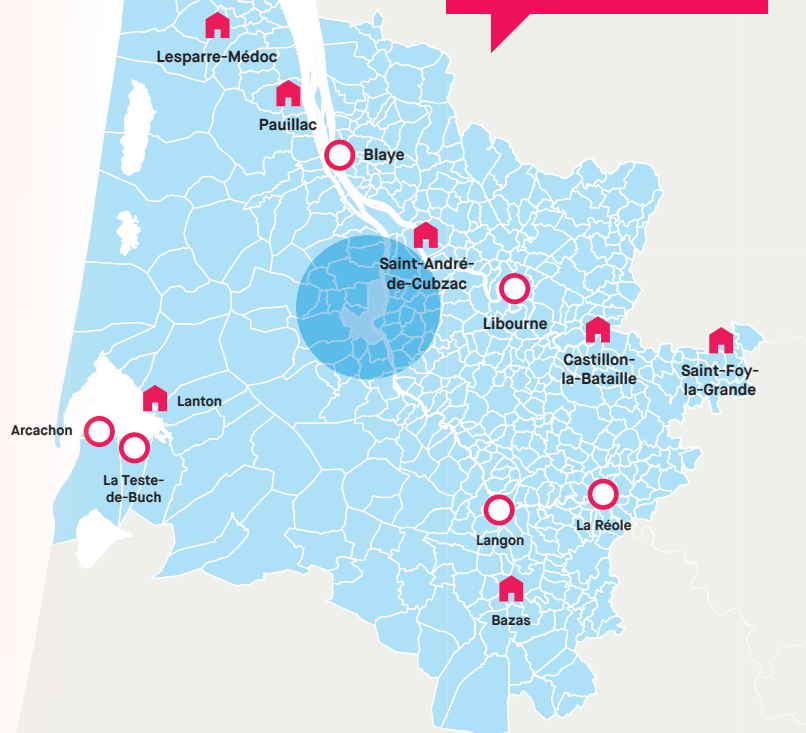 Lesparre-Médoc
Pauillac
Blaye
Saint-André-
de-Cubzac
Libourne
Castillon-
la-Bataille
Saint-Foy-
la-Grande
Lanton
Arcachon
La Teste-
de-Buch
Langon
La Réole
Bazas